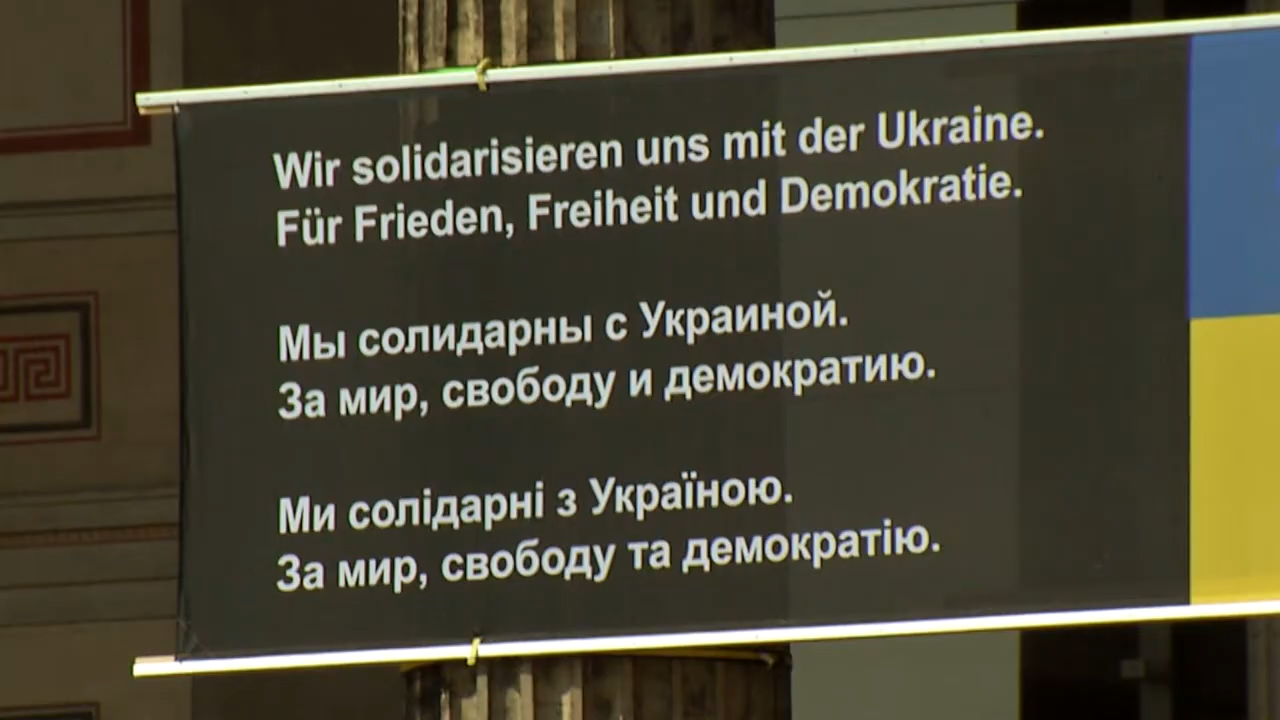 Wir solidarisieren uns mit der Ukraine.
Für Frieden, Freiheit und Demokratie.
Мы солидарны с Украиной.
За мир, свободу и демократию.
Ми солідарні з Україною.
За мир, свободу та демократію.